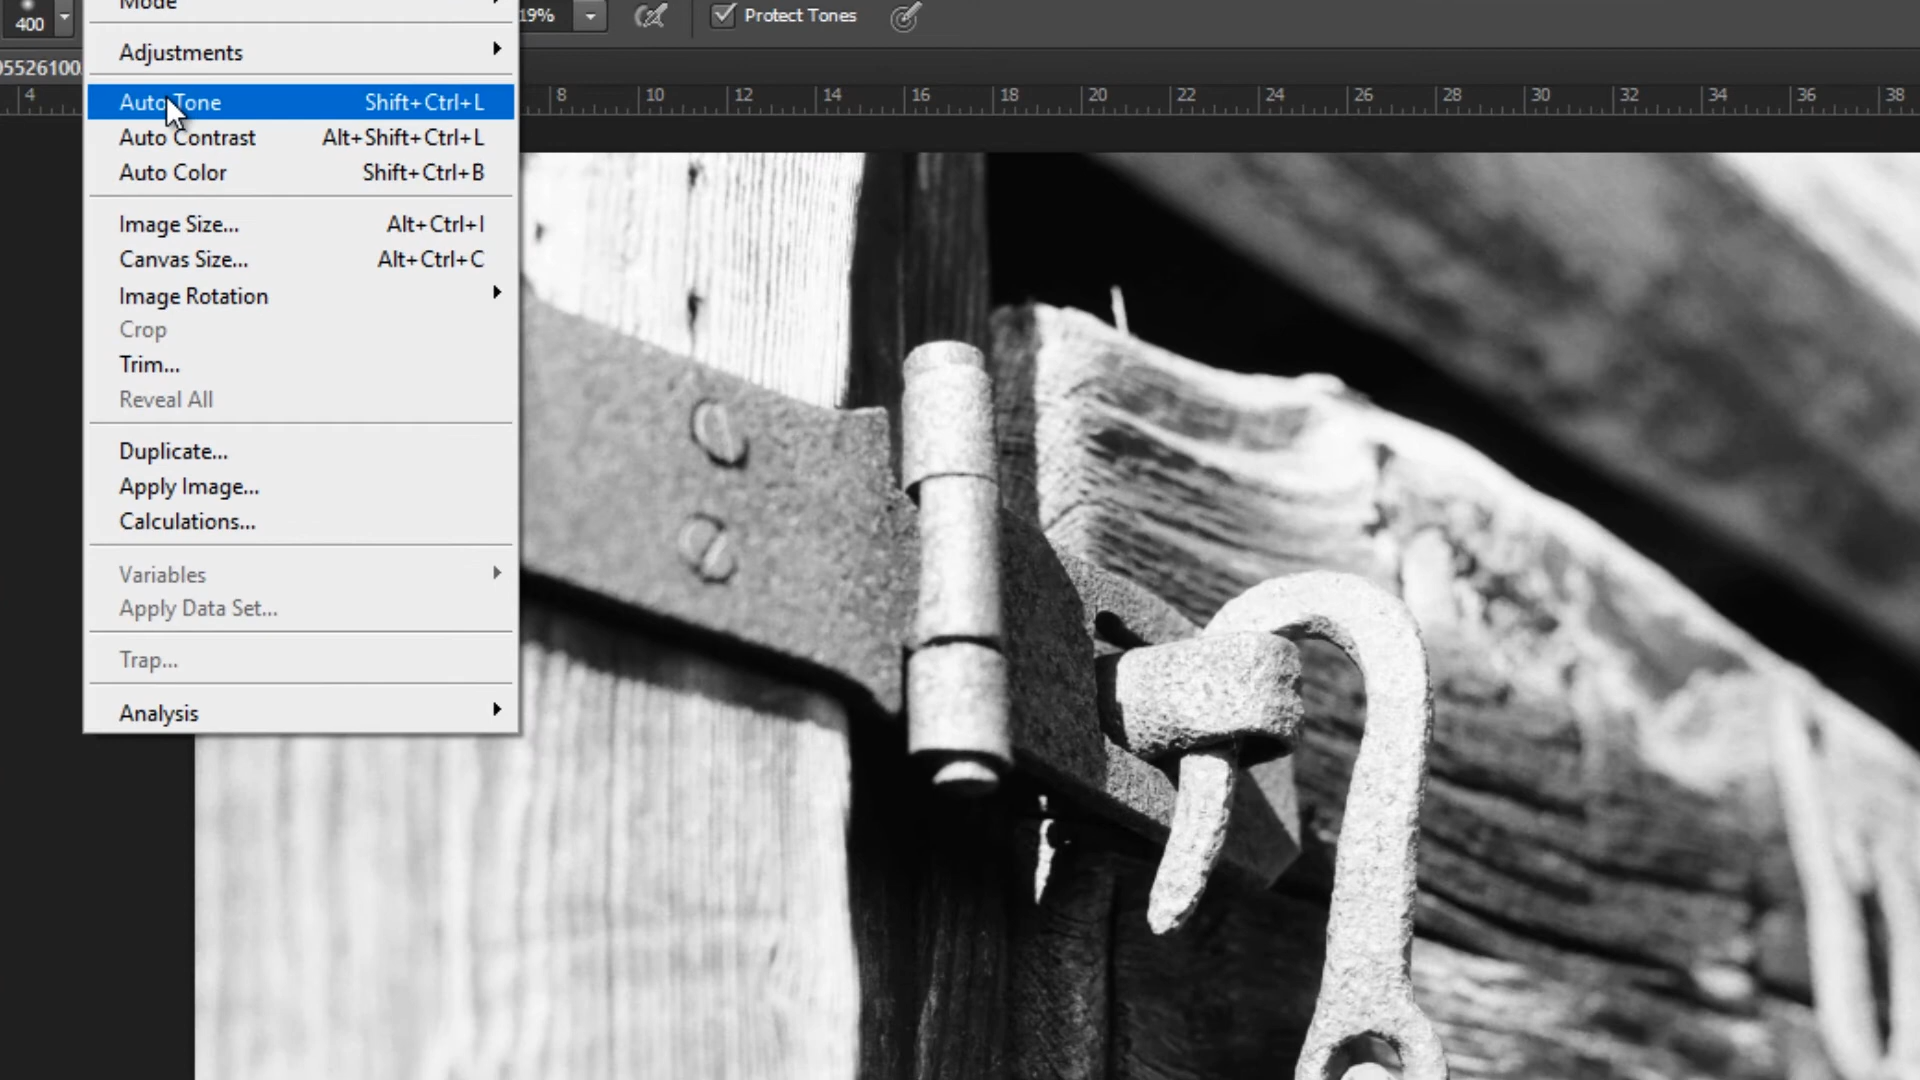 Mode
400
19%
Protect Tones
05526100
4 8 10 12 14 16 18 20 22 24 26 28 30 32 34 36 38
Adjustments
Auto Tone Shift+Ctrl+L
Auto Contrast Alt+Shift+Ctrl+L
Auto Color Shift+Ctrl+B
Image Size... Alt+Ctrl+I
Canvas Size... Alt+Ctrl+C
Image Rotation
Crop
Trim...
Reveal All
Duplicate...
Apply Image...
Calculations...
Variables
Apply Data Set...
Trap...
Analysis